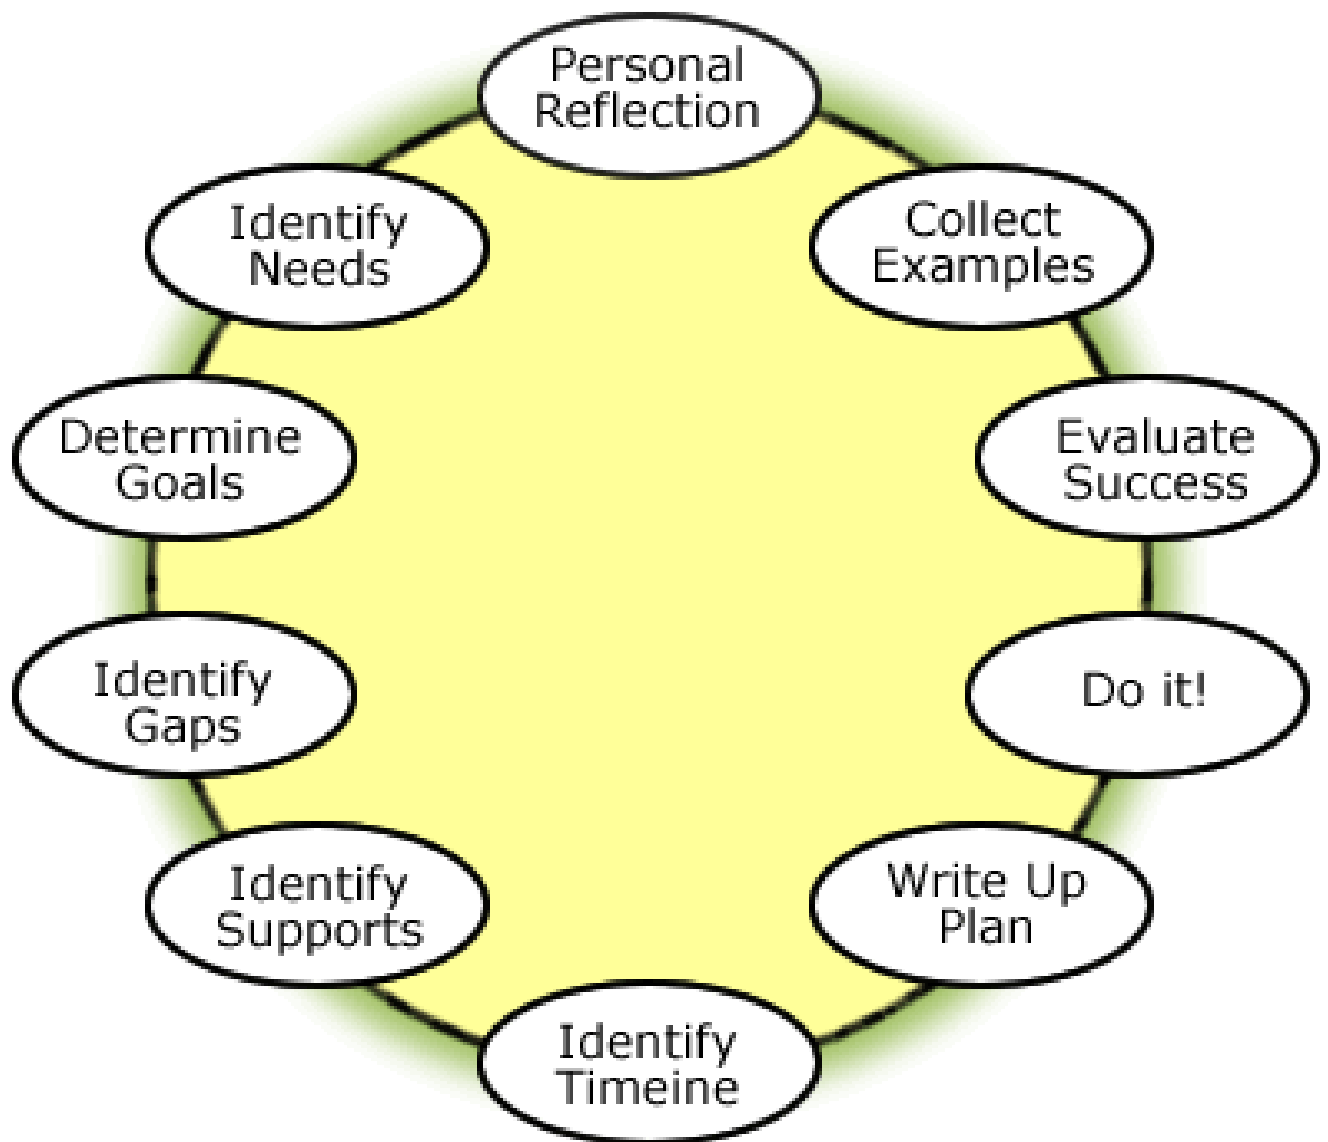 Personal
Reflection
Identify
Needs
Collect
Examples
Determine
Goals
Evaluate
Success
Identify
Gaps
Do it!
Identify
Supports
Write Up
Plan
Identify
Timeine